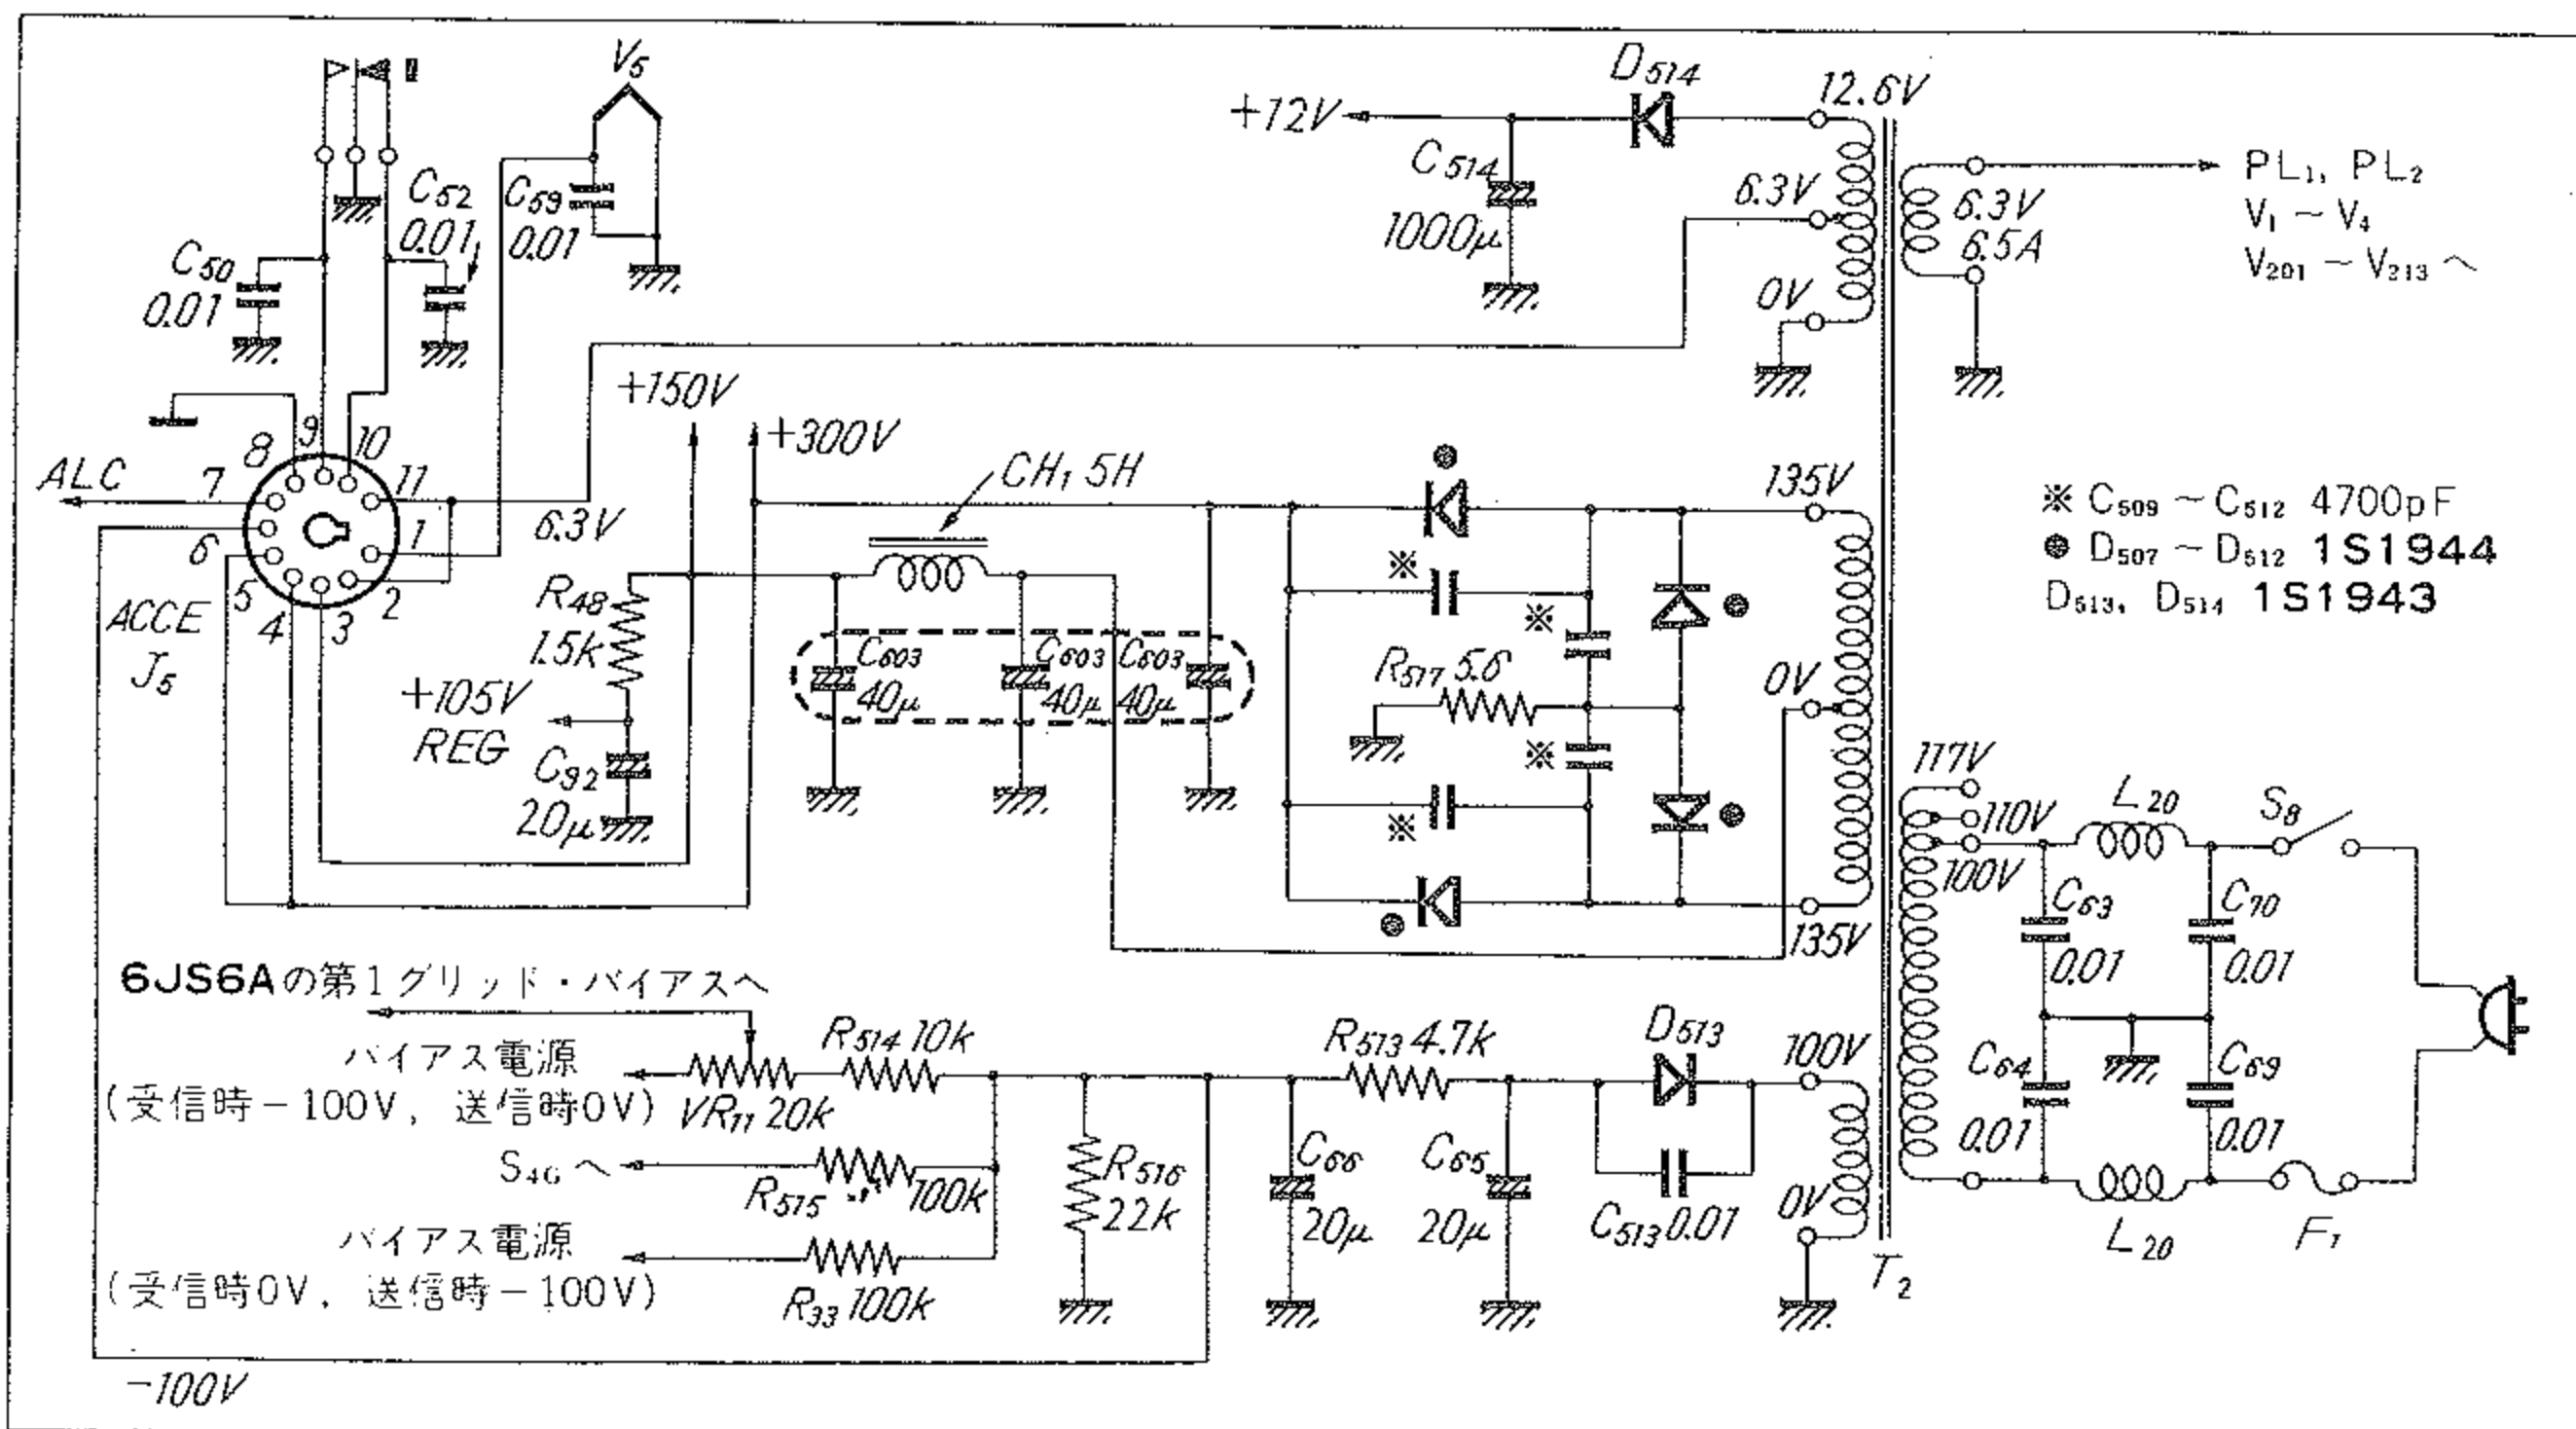 V5
D514
12.6V
+12V
C514
1000μ
6.3V
0V
6.3V
6.5A
PL1, PL2
V1 ~ V4
V201 ~ V213 へ
C50
0.01
C52
0.01
C59
0.01
+150V
+300V
CH1 5H
ALC
7
8
9
10
11
1
2
3
4
5
6
6.3V
ACCE
J5
R48
1.5k
+105V
REG
C92
20μ
C603
40μ
C603
40μ
C603
40μ
135V
※
※
R517 5.6
※
※
0V
135V
※ C509 ~ C512 4700pF
● D507 ~ D512 1S1944
D513, D514 1S1943
117V
110V
100V
L20
S8
C63
0.01
C70
0.01
C64
0.01
C69
0.01
L20
F1
T2
6JS6Aの第1グリッド・バイアスへ
バイアス電源
(受信時-100V, 送信時0V)
VR11 20k
R514 10k
R513 4.7k
D513
100V
S4G へ
R515 100k
R516
22k
C66
20μ
C65
20μ
C513 0.01
0V
バイアス電源
(受信時0V, 送信時-100V)
R33 100k
-100V